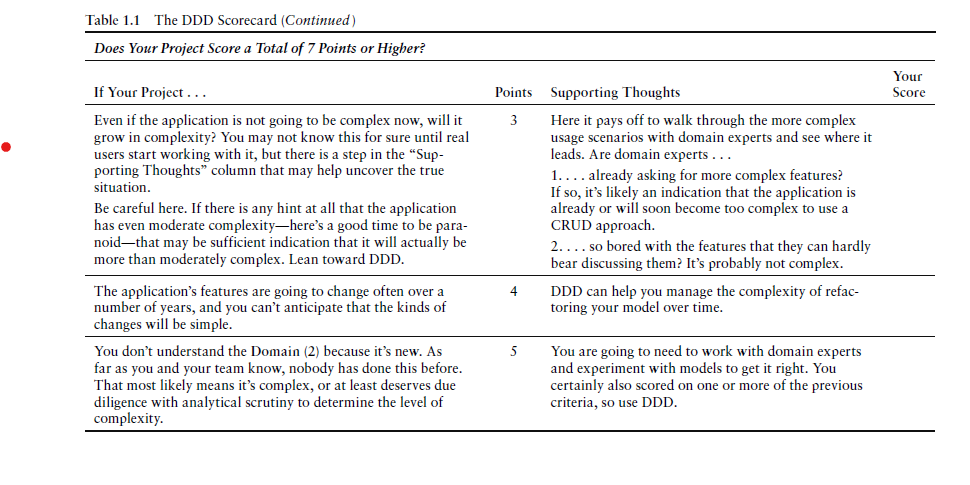 Table 1.1 The DDD Scorecard (Continued)
Does Your Project Score a Total of 7 Points or Higher?
If Your Project . . . Points Supporting Thoughts Your Score
Even if the application is not going to be complex now, will it
grow in complexity? You may not know this for sure until real
users start working with it, but there is a step in the “Sup-
porting Thoughts” column that may help uncover the true
situation.
Be careful here. If there is any hint at all that the application
has even moderate complexity—here’s a good time to be para-
noid—that may be sufficient indication that it will actually be
more than moderately complex. Lean toward DDD.
3
Here it pays off to walk through the more complex
usage scenarios with domain experts and see where it
leads. Are domain experts . . .
1. . . . already asking for more complex features?
If so, it’s likely an indication that the application is
already or will soon become too complex to use a
CRUD approach.
2. . . . so bored with the features that they can hardly
bear discussing them? It’s probably not complex.
The application’s features are going to change often over a
number of years, and you can’t anticipate that the kinds of
changes will be simple.
4
DDD can help you manage the complexity of refac-
toring your model over time.
You don’t understand the Domain (2) because it’s new. As
far as you and your team know, nobody has done this before.
That most likely means it’s complex, or at least deserves due
diligence with analytical scrutiny to determine the level of
complexity.
5
You are going to need to work with domain experts
and experiment with models to get it right. You
certainly also scored on one or more of the previous
criteria, so use DDD.